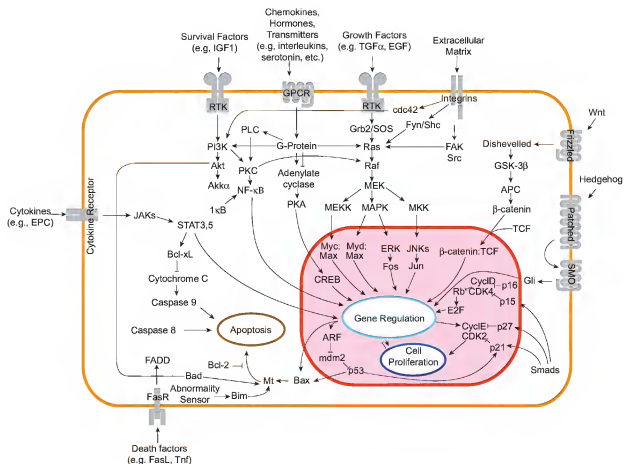 Chemokines,
Hormones,
Transmitters
(e.g, interleukins,
serotonin, etc.)
Survival Factors
(e.g, IGF1)
Growth Factors
(e.g. TGFα, EGF)
Extracellular
Matrix
RTK
GPCR
RTK
Integrins
cdc42
Wnt
Frizzled
Dishevelled
GSK-3β
APC
β-catenin
TCF
Hedgehog
Patched
SMO
Gli
PLC
Grb2/SOS
Fyn/Shc
PI3K
G-Protein
Ras
FAK
Src
Akt
PKC
Adenylate
cyclase
Raf
Akkα
NF-κB
MEK
1κB
PKA
MEKK
MAPK
MKK
Cytokines
(e.g., EPC)
Cytokine Receptor
JAKs
STAT3,5
Bcl-xL
Cytochrome C
Caspase 9
Caspase 8
Apoptosis
Myc:
Max
Myd:
Max
ERK
JNKs
Fos
Jun
CREB
β-catenin:TCF
CyclD
CDK4
Rb
p16
p15
E2F
Gene Regulation
CyclE
CDK2
p27
p21
ARF
mdm2
p53
Cell
Proliferation
Smads
FADD
Bcl-2
Bad
Mt
Bax
FasR
Abnormality
Sensor
Bim
Death factors
(e.g. FasL, Tnf)